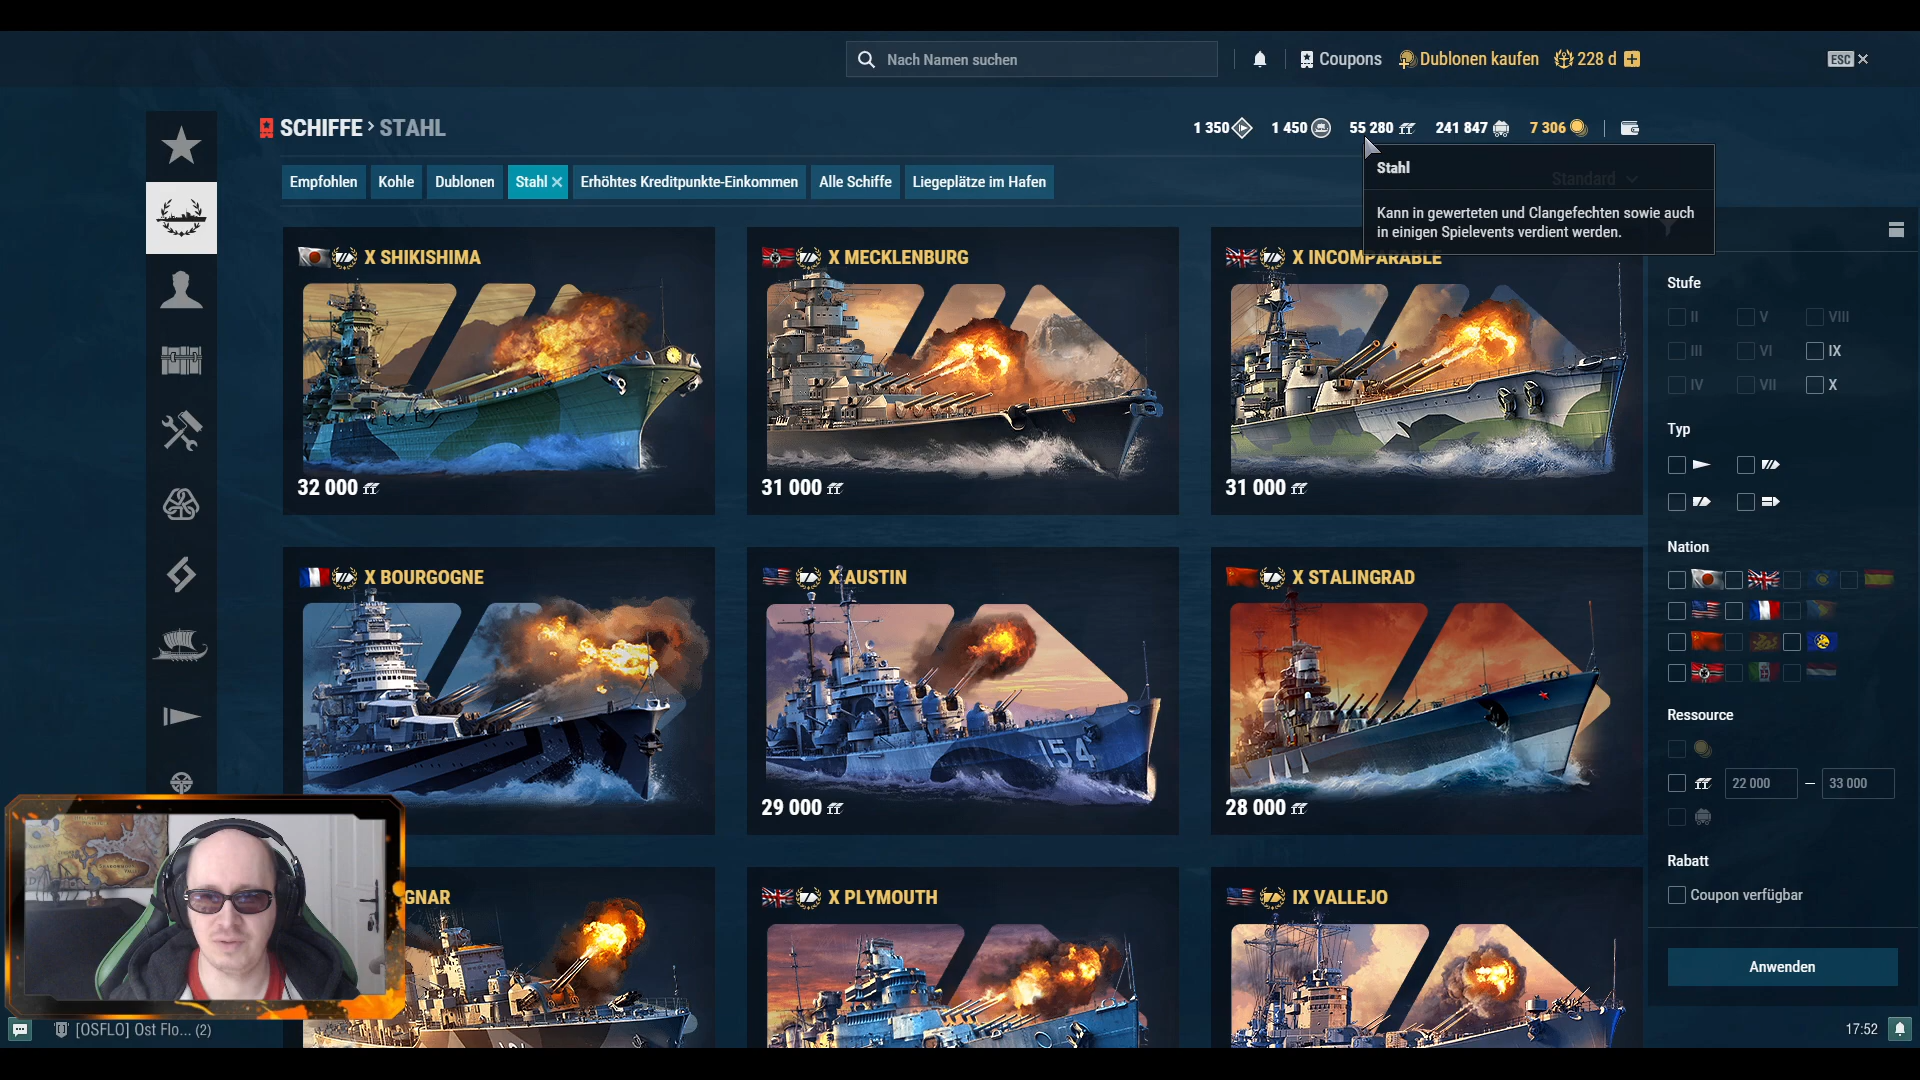 Nach Namen suchen
Coupons
Dublonen kaufen
228 d
ESC
SCHIFFE › STAHL
1 350
1 450
55 280
241 847
7 306
Stahl
Kann in gewerteten und Clangefechten sowie auch
in einigen Spielevents verdient werden.
Standard
Empfohlen
Kohle
Dublonen
Stahl
Erhöhtes Kreditpunkte-Einkommen
Alle Schiffe
Liegeplätze im Hafen
X SHIKISHIMA
32 000
X MECKLENBURG
31 000
X INCOMPARABLE
31 000
X BOURGOGNE
X AUSTIN
154
29 000
X STALINGRAD
28 000
GNAR
X PLYMOUTH
IX VALLEJO
Stufe
II
V
VIII
III
VI
IX
IV
VII
X
Typ
Nation
Ressource
22 000 — 33 000
Rabatt
Coupon verfügbar
Anwenden
[OSFLO] Ost Flo... (2)
17:52